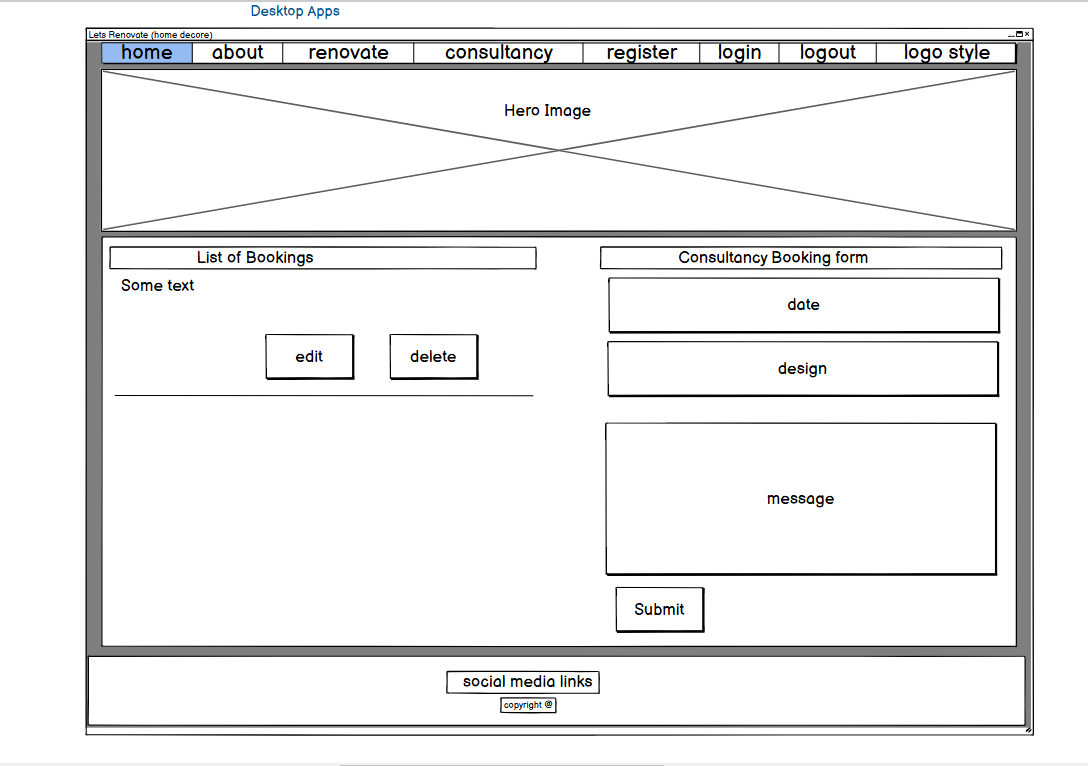 Desktop Apps
Lets Renovate (home decore)
home about renovate consultancy register login logout logo style
Hero Image
List of Bookings
Some text
edit delete
Consultancy Booking form
date
design
message
Submit
social media links
copyright @